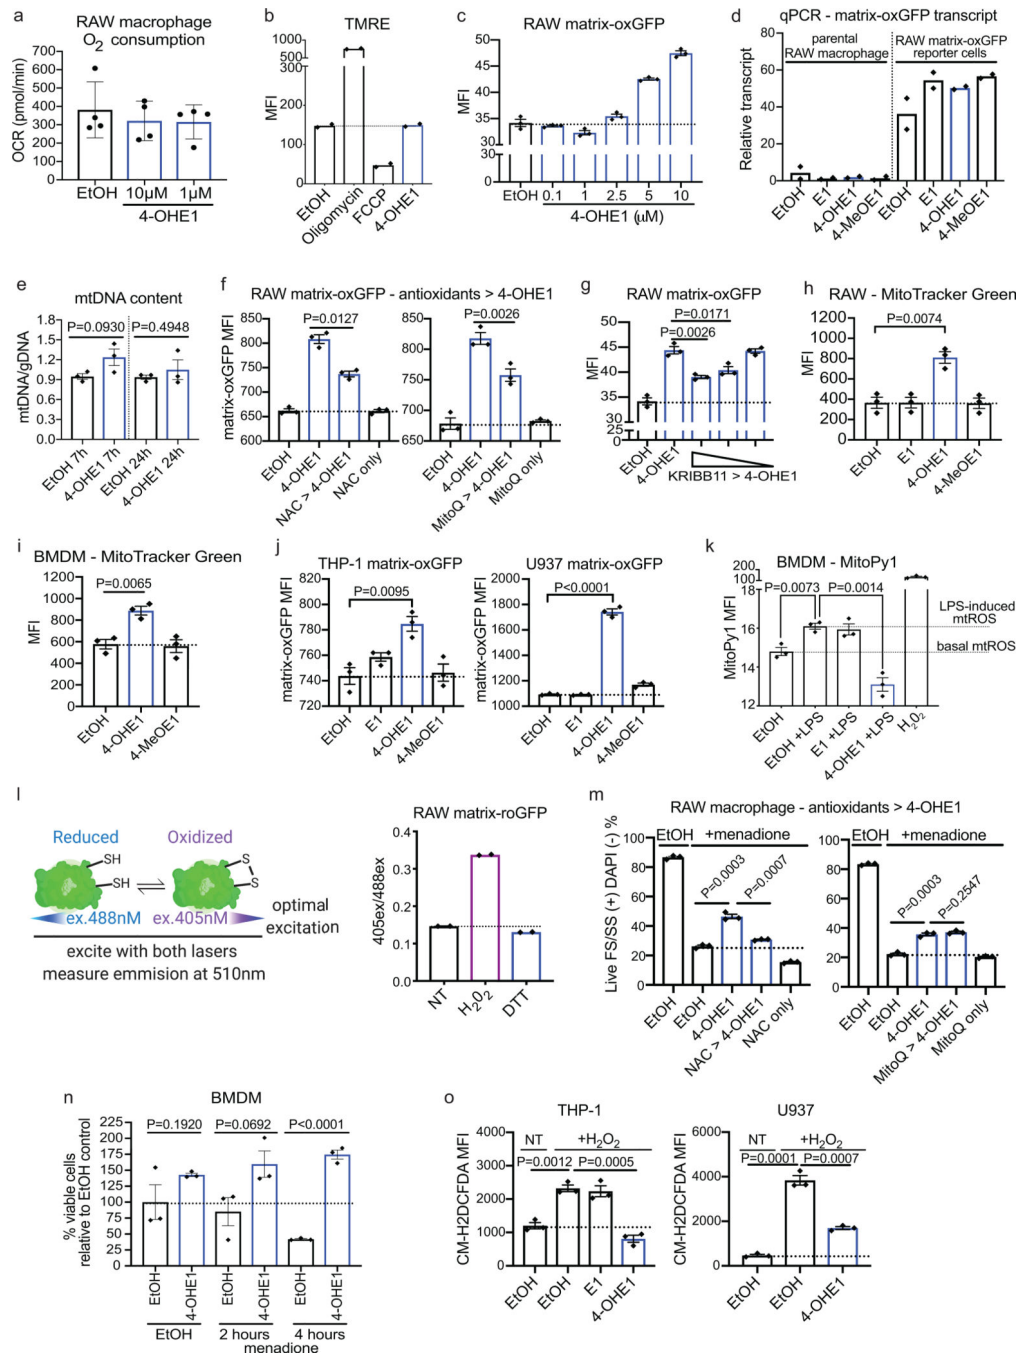 a
RAW macrophage
O2 consumption
OCR (pmol/min)
700
600
500
400
300
200
100
0
EtOH
10µM
1µM
4-OHE1
b
TMRE
MFI
1000
500
300
200
100
0
EtOH
Oligomycin
FCCP
4-OHE1
c
RAW matrix-oxGFP
MFI
45
40
35
30
30
0
EtOH
0.1
1
2.5
5
10
4-OHE1 (µM)
d
qPCR - matrix-oxGFP transcript
parental
RAW macrophage
RAW matrix-oxGFP
reporter cells
Relative transcript
80
60
40
20
0
EtOH
E1
4-OHE1
4-MeOE1
EtOH
E1
4-OHE1
4-MeOE1
e
mtDNA content
P=0.0930
P=0.4948
mtDNA/gDNA
1.8
1.5
1.2
0.9
0.6
0.3
0.0
EtOH 7h
4-OHE1 7h
EtOH 24h
4-OHE1 24h
f
RAW matrix-oxGFP - antioxidants > 4-OHE1
matrix-oxGFP MFI
P=0.0127
850
800
750
700
650
600
EtOH
4-OHE1
NAC > 4-OHE1
NAC only
P=0.0026
850
800
750
700
650
EtOH
4-OHE1
MitoQ > 4-OHE1
MitoQ only
g
RAW matrix-oxGFP
P=0.0171
P=0.0026
MFI
50
45
40
35
30
25
0
EtOH
4-OHE1
KRIBB11 > 4-OHE1
h
RAW - MitoTracker Green
P=0.0074
MFI
1200
1000
800
600
400
200
0
EtOH
E1
4-OHE1
4-MeOE1
i
BMDM - MitoTracker Green
P=0.0065
MFI
1200
1000
800
600
400
200
0
EtOH
4-OHE1
4-MeOE1
j
THP-1 matrix-oxGFP
P=0.0095
matrix-oxGFP MFI
820
800
780
760
740
720
EtOH
E1
4-OHE1
4-MeOE1
U937 matrix-oxGFP
P<0.0001
matrix-oxGFP MFI
2000
1800
1600
1400
1200
1000
EtOH
E1
4-OHE1
4-MeOE1
k
BMDM - MitoPy1
P=0.0073
P=0.0014
LPS-induced
mtROS
basal mtROS
MitoPy1 MFI
200
100
16
14
12
EtOH
EtOH +LPS
E1 +LPS
4-OHE1 +LPS
H2O2
l
Reduced
Oxidized
SH
SH
S
S
ex.488nM
ex.405nM
optimal
excitation
excite with both lasers
measure emmision at 510nm
RAW matrix-roGFP
405ex/488ex
0.4
0.3
0.2
0.1
0.0
NT
H2O2
DTT
m
RAW macrophage - antioxidants > 4-OHE1
EtOH
+menadione
Live FS/SS (+) DAPI (-) %
P=0.0003
P=0.0007
100
80
60
40
20
0
EtOH
EtOH
4-OHE1
NAC > 4-OHE1
NAC only
EtOH
+menadione
P=0.0003
P=0.2547
100
80
60
40
20
0
EtOH
EtOH
4-OHE1
MitoQ > 4-OHE1
MitoQ only
n
BMDM
P=0.1920
P=0.0692
P<0.0001
% viable cells
relative to EtOH control
225
200
175
150
125
100
75
50
25
0
EtOH
4-OHE1
EtOH
4-OHE1
EtOH
4-OHE1
EtOH
2 hours
4 hours
menadione
o
THP-1
NT
+H2O2
P=0.0012
P=0.0005
CM-H2DCFDA MFI
4000
3000
2000
1000
0
EtOH
EtOH
E1
4-OHE1
U937
NT
+H2O2
P=0.0001
P=0.0007
CM-H2DCFDA MFI
6000
4000
2000
0
EtOH
EtOH
4-OHE1